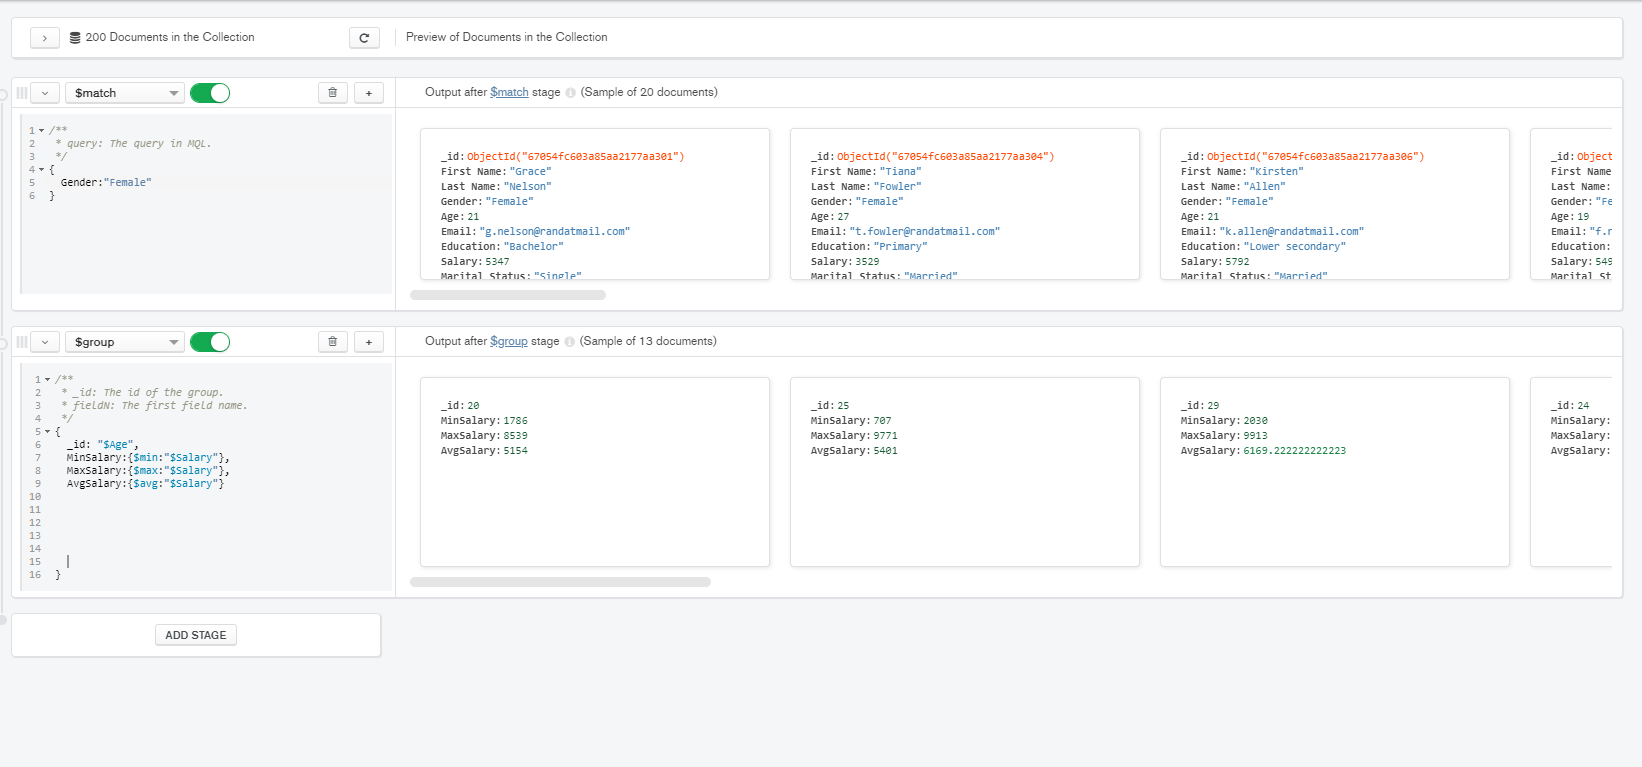 200 Documents in the Collection
Preview of Documents in the Collection
$match
+
Output after $match stage (Sample of 20 documents)
1 /**
2 * query: The query in MQL.
3 */
4 {
5 Gender:"Female"
6 }
_id: ObjectId("67054fc603a85aa2177aa301")
First Name: "Grace"
Last Name: "Nelson"
Gender: "Female"
Age: 21
Email: "g.nelson@randatmail.com"
Education: "Bachelor"
Salary: 5347
Marital Status: "Single"
_id: ObjectId("67054fc603a85aa2177aa304")
First Name: "Tiana"
Last Name: "Fowler"
Gender: "Female"
Age: 27
Email: "t.fowler@randatmail.com"
Education: "Primary"
Salary: 3529
Marital Status: "Married"
_id: ObjectId("67054fc603a85aa2177aa306")
First Name: "Kirsten"
Last Name: "Allen"
Gender: "Female"
Age: 21
Email: "k.allen@randatmail.com"
Education: "Lower secondary"
Salary: 5792
Marital Status: "Married"
_id: Object
First Name
Last Name:
Gender: "Fe
Age: 19
Email: "f.r
Education:
Salary: 549
Marital St
$group
+
Output after $group stage (Sample of 13 documents)
1 /**
2 * _id: The id of the group.
3 * fieldN: The first field name.
4 */
5 {
6 _id: "$Age",
7 MinSalary:{$min:"$Salary"},
8 MaxSalary:{$max:"$Salary"},
9 AvgSalary:{$avg:"$Salary"}
10
11
12
13
14
15
16 }
_id: 20
MinSalary: 1786
MaxSalary: 8539
AvgSalary: 5154
_id: 25
MinSalary: 707
MaxSalary: 9771
AvgSalary: 5401
_id: 29
MinSalary: 2030
MaxSalary: 9913
AvgSalary: 6169.222222222223
_id: 24
MinSalary:
MaxSalary:
AvgSalary:
ADD STAGE